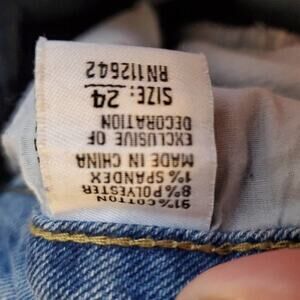 91% COTTON
8% POLYESTER
1% SPANDEX
MADE IN CHINA
EXCLUSIVE OF
DECORATION
SIZE: 24
RN112642